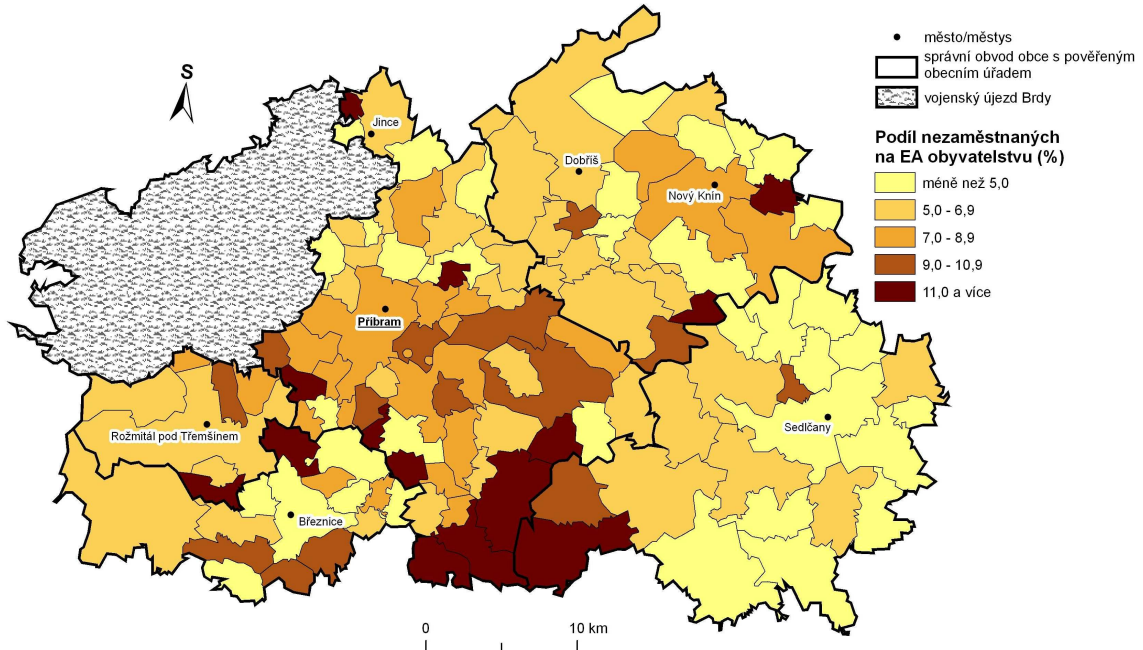 S
Jince
Dobříš
Nový Knín
Příbram
Rožmitál pod Třemšínem
Sedlčany
Březnice
město/městys
správní obvod obce s pověřeným
obecním úřadem
vojenský újezd Brdy
Podíl nezaměstnaných
na EA obyvatelstvu (%)
méně než 5,0
5,0 - 6,9
7,0 - 8,9
9,0 - 10,9
11,0 a více
0 10 km